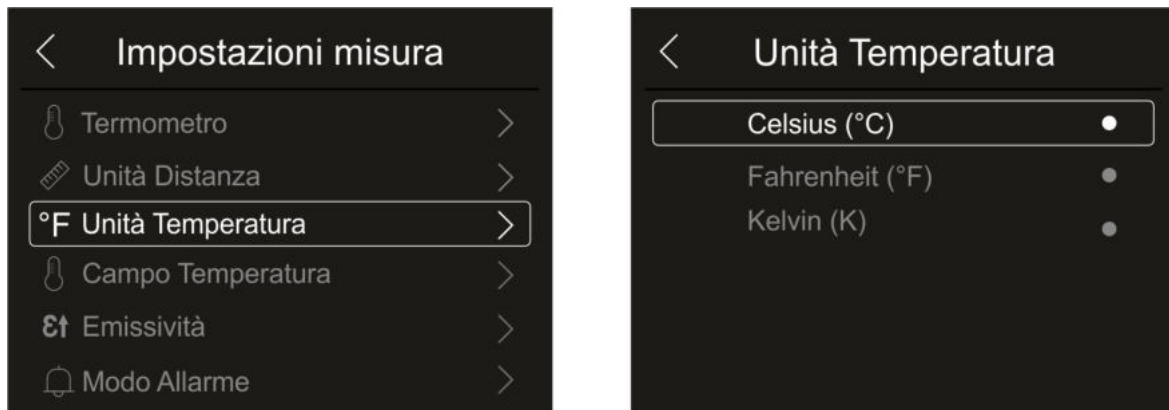 Impostazioni misura
Termometro
Unità Distanza
°F Unità Temperatura
Campo Temperatura
ε↑ Emissività
Modo Allarme
Unità Temperatura
Celsius (°C)
Fahrenheit (°F)
Kelvin (K)